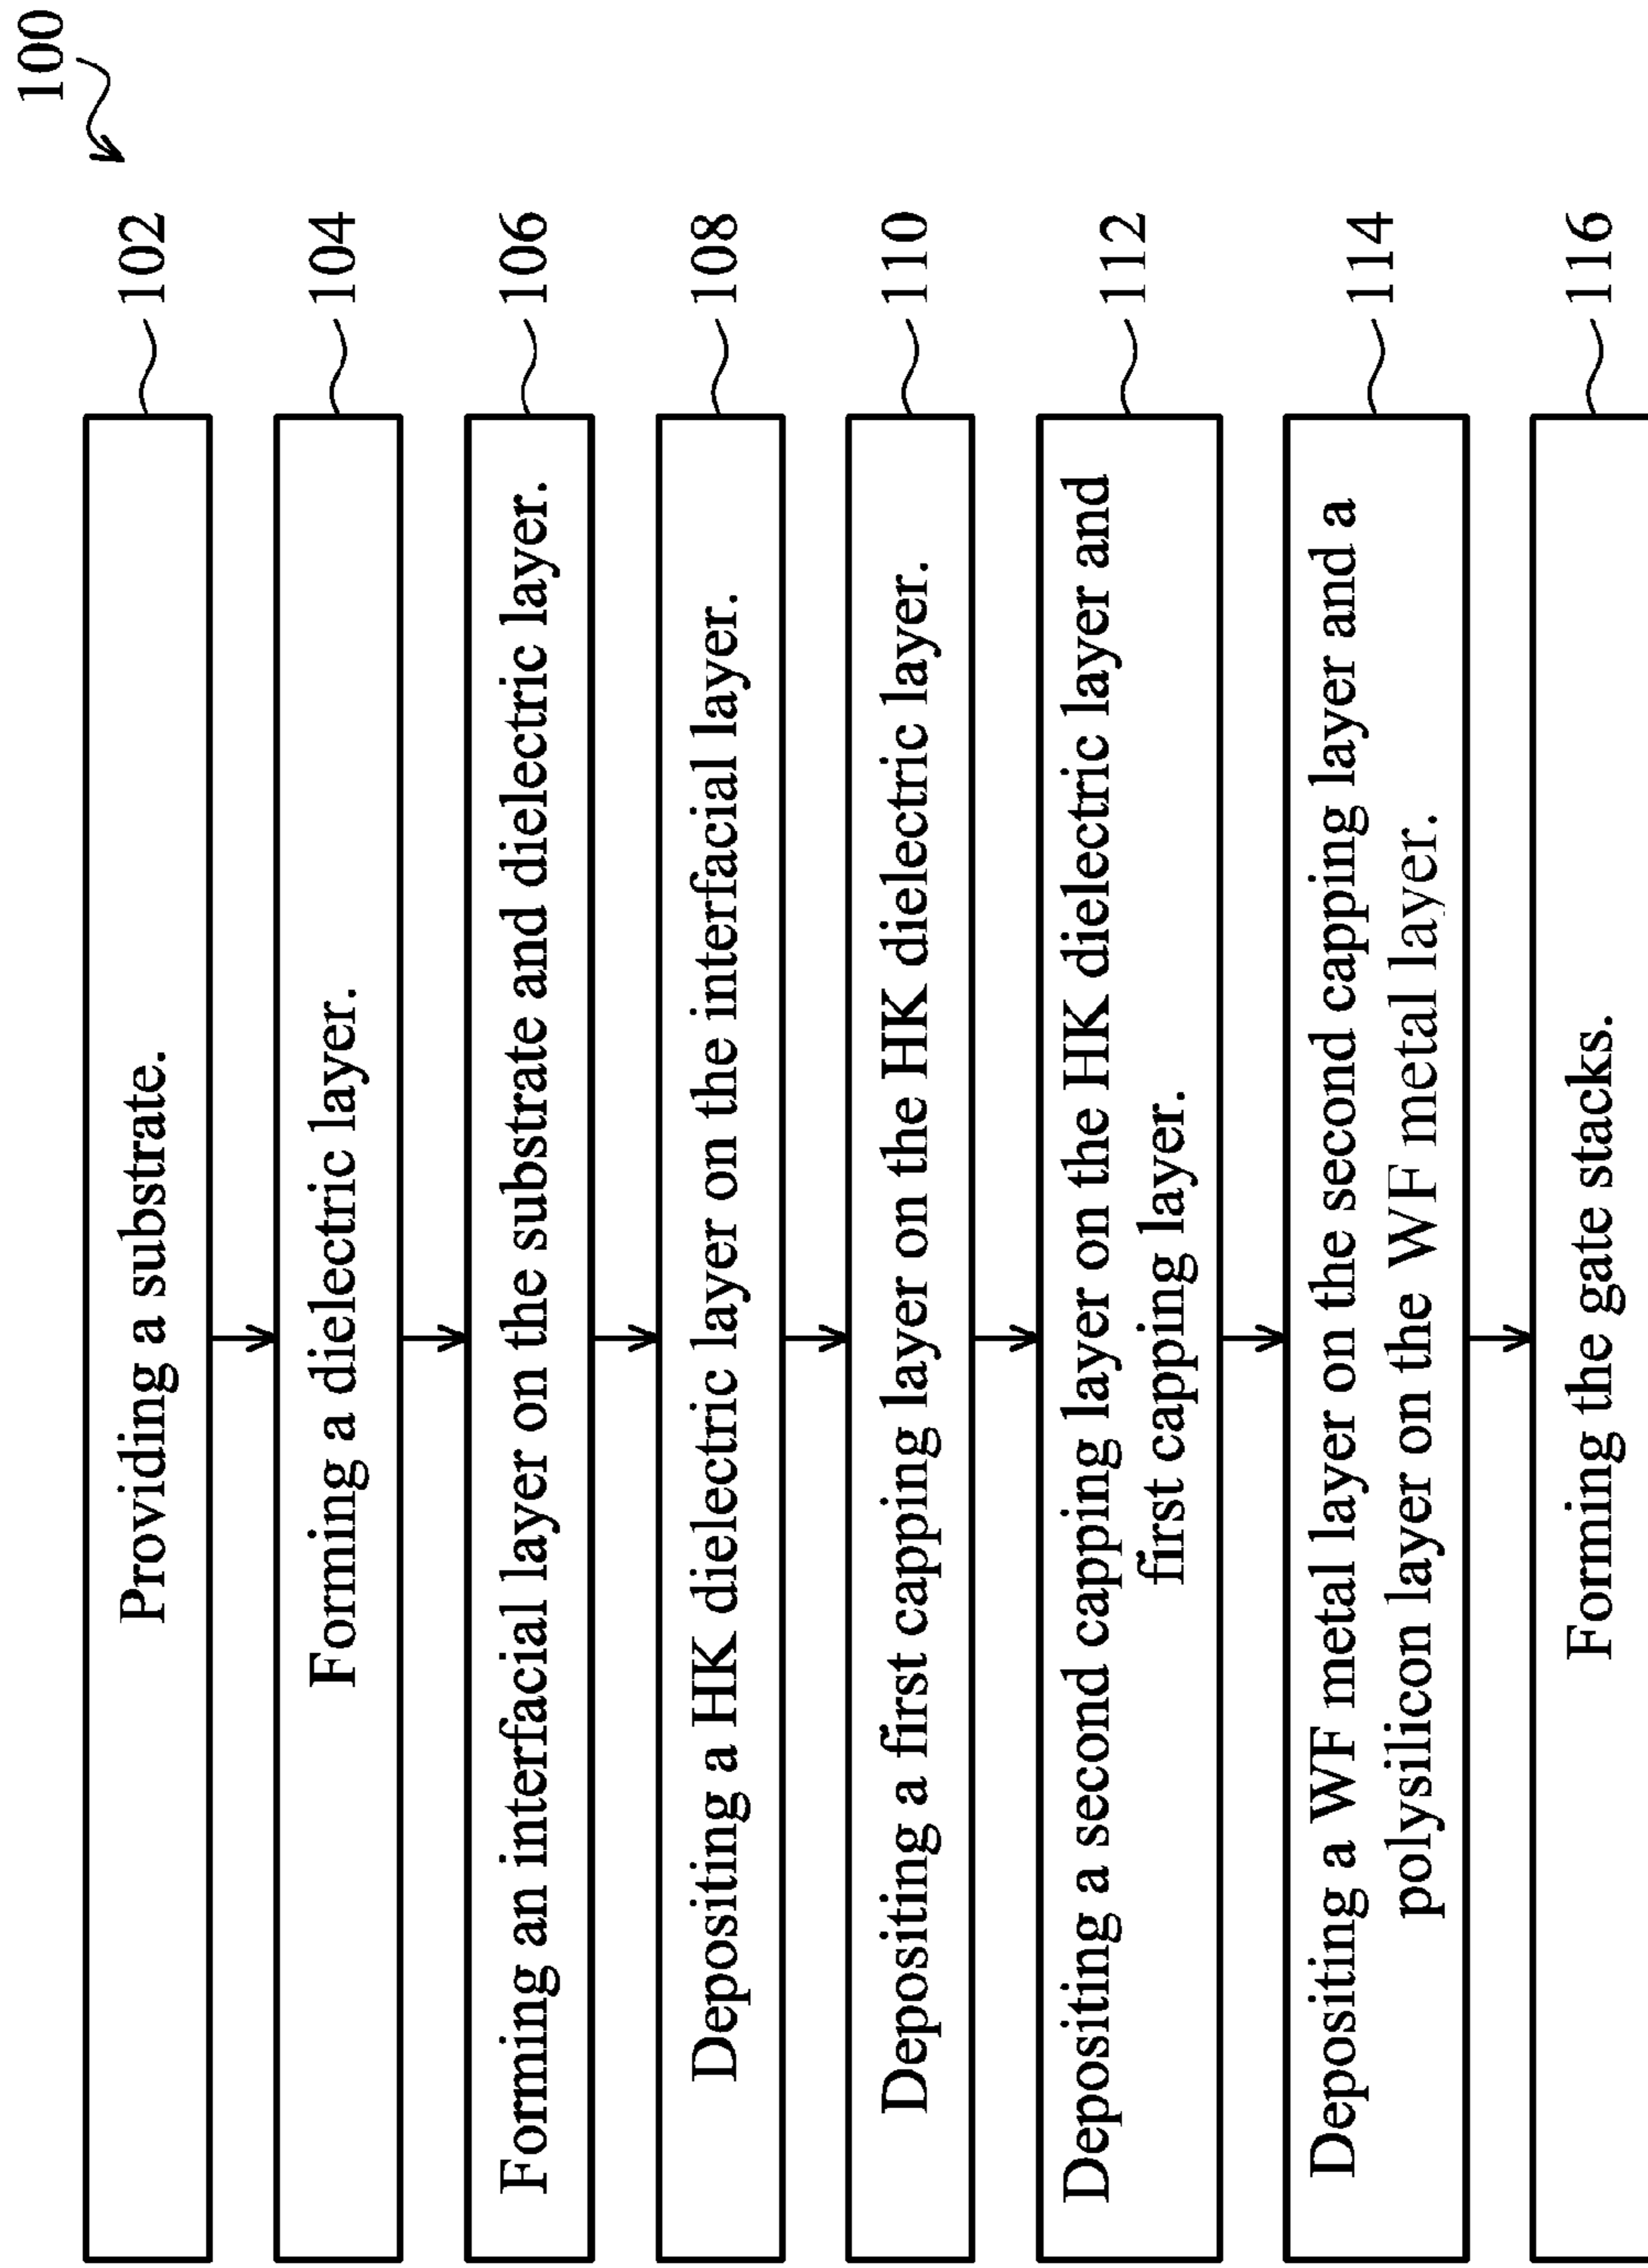 100
Providing a substrate.
102
Forming a dielectric layer.
104
Forming an interfacial layer on the substrate and dielectric layer.
106
Depositing a HK dielectric layer on the interfacial layer.
108
Depositing a first capping layer on the HK dielectric layer.
110
Depositing a second capping layer on the HK dielectric layer and
first capping layer.
112
Depositing a WF metal layer on the second capping layer and a
polysilicon layer on the WF metal layer.
114
Forming the gate stacks.
116